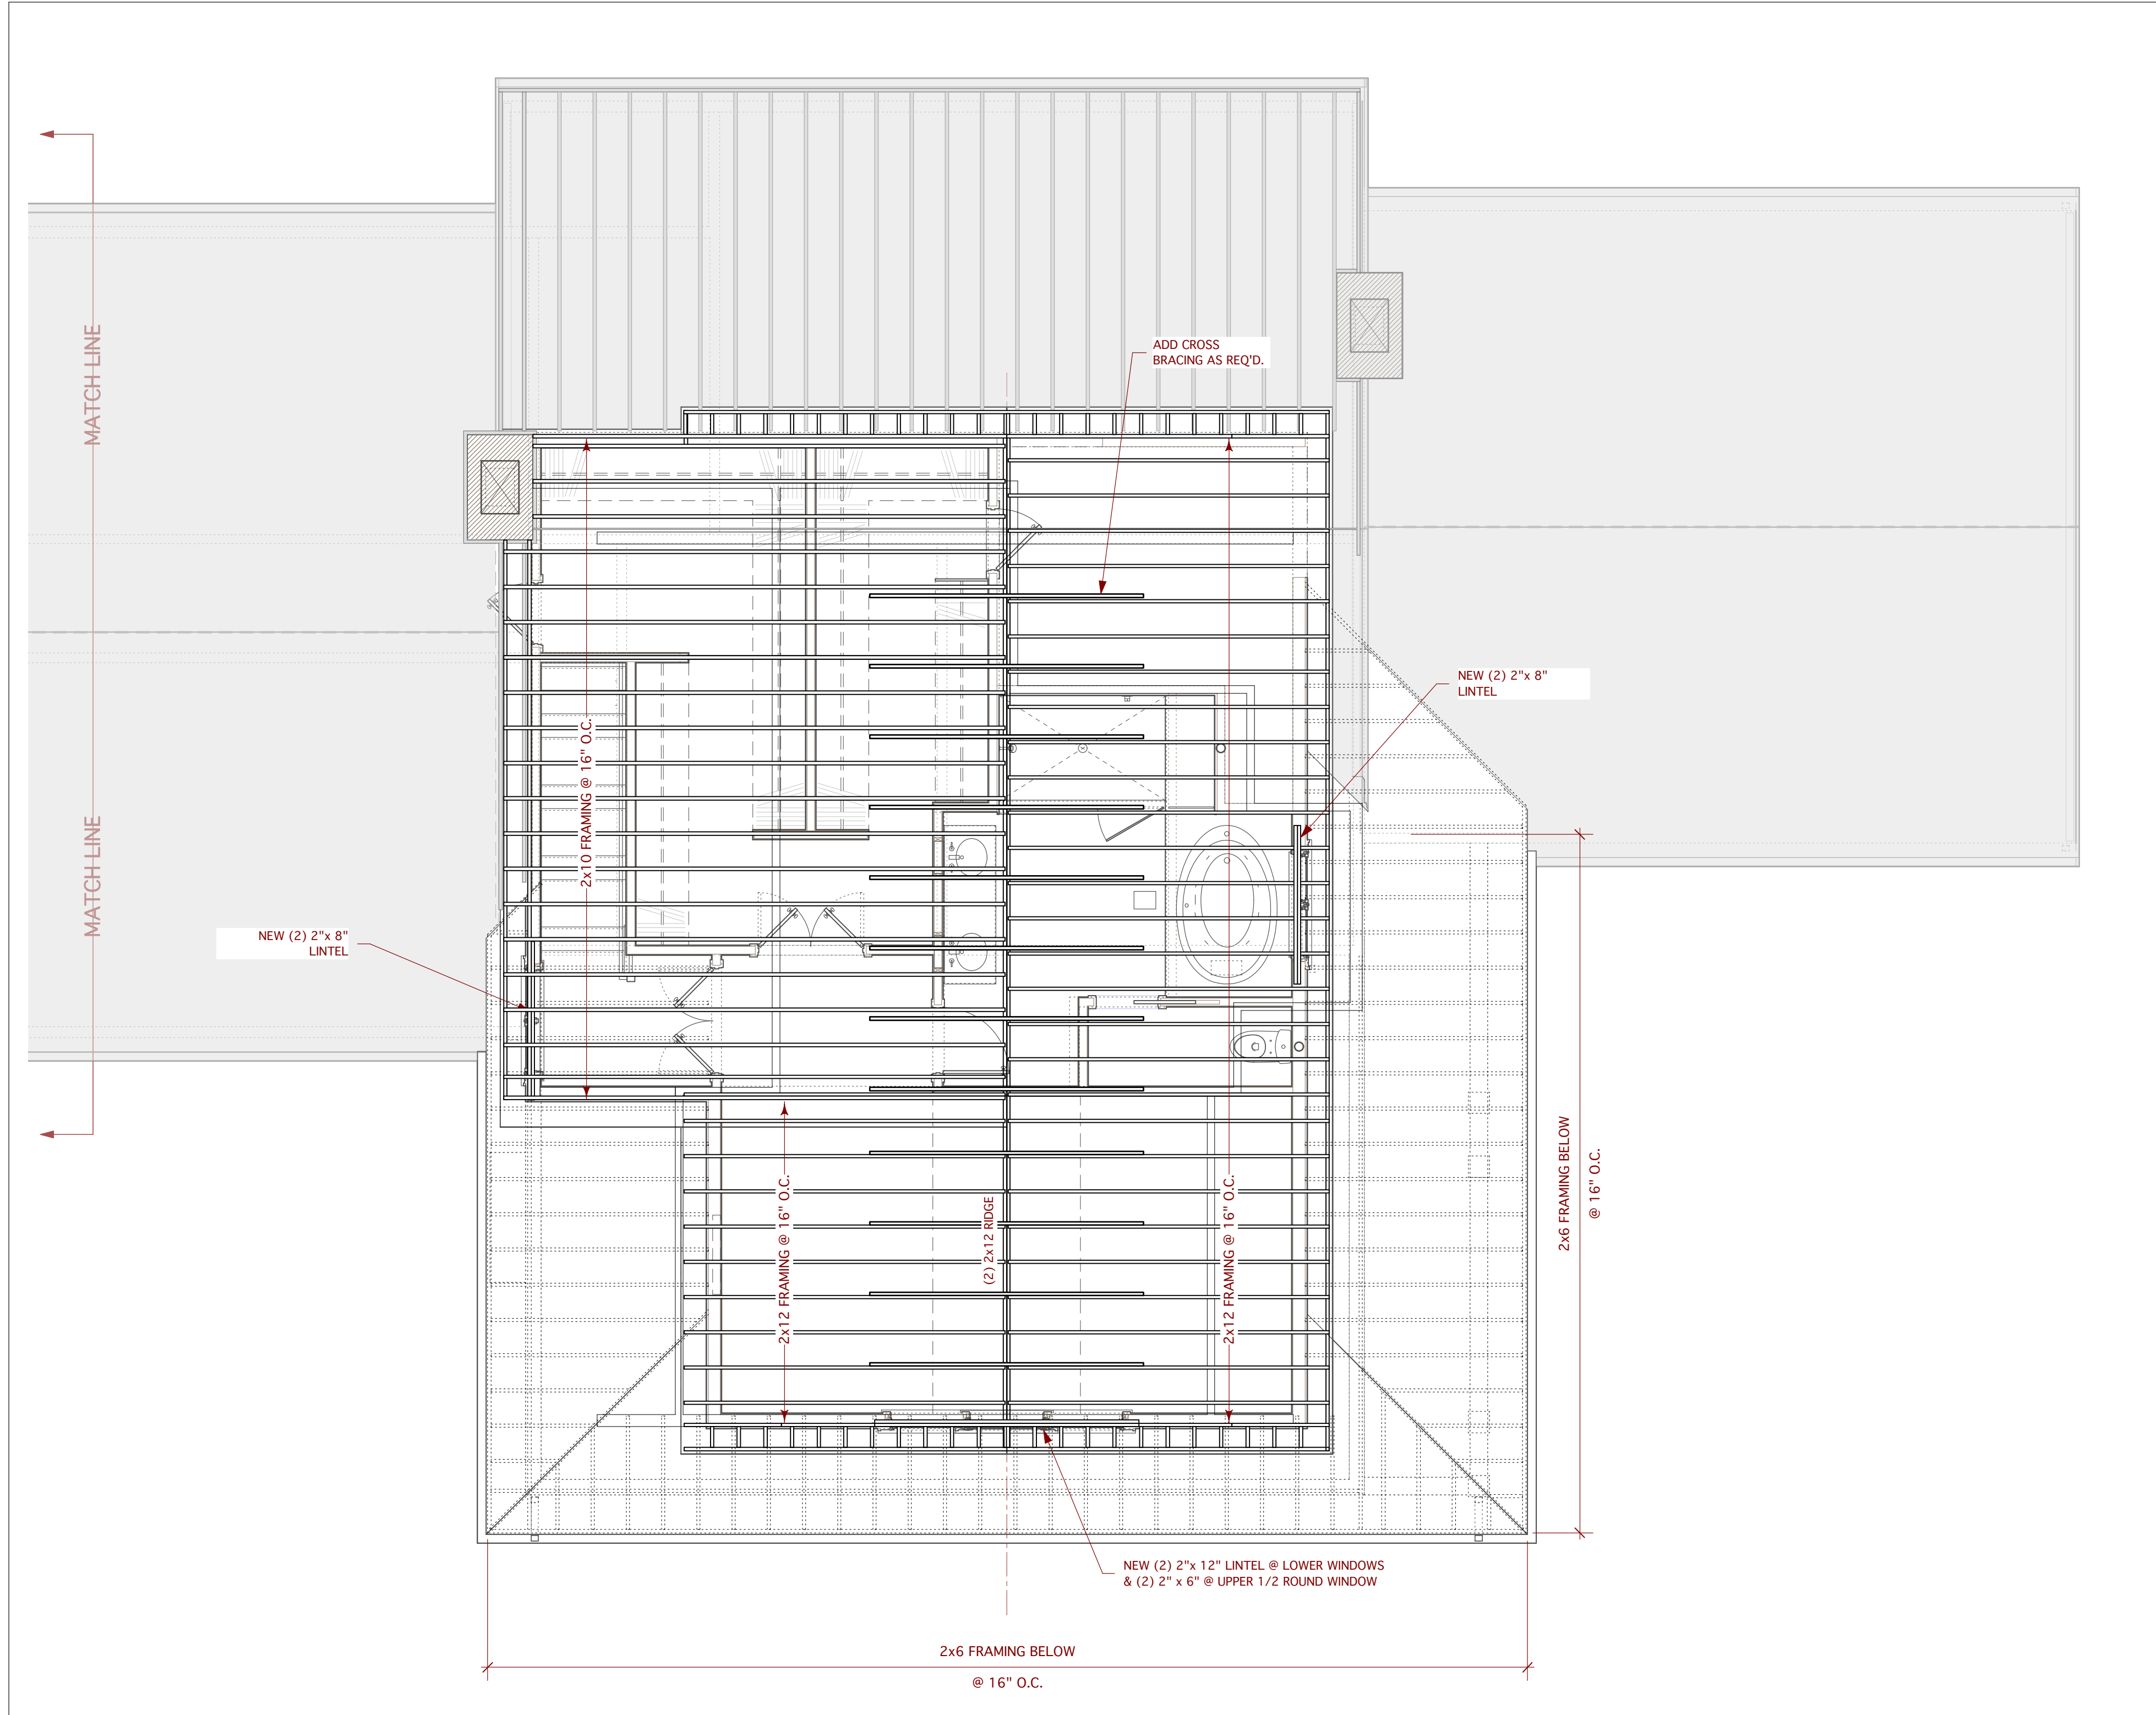 MATCH LINE
ADD CROSS
BRACING AS REQ'D.
NEW (2) 2"x 8"
LINTEL
2x10 FRAMING @ 16" O.C.
MATCH LINE
NEW (2) 2"x 8"
LINTEL
2x12 FRAMING @ 16" O.C.
(2) 2x12 RIDGE
2x12 FRAMING @ 16" O.C.
2x6 FRAMING BELOW
@ 16" O.C.
NEW (2) 2"x 12" LINTEL @ LOWER WINDOWS
& (2) 2" x 6" @ UPPER 1/2 ROUND WINDOW
2x6 FRAMING BELOW
@ 16" O.C.